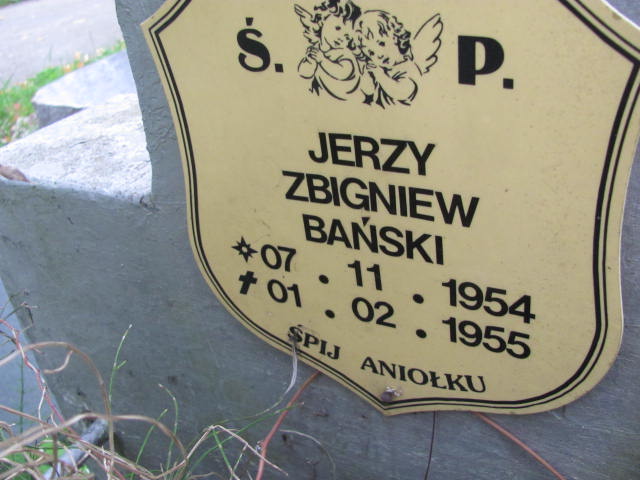 Ś. P.
JERZY
ZBIGNIEW
BAŃSKI
07 . 11 . 1954
01 . 02 . 1955
ŚPIJ ANIOŁKU